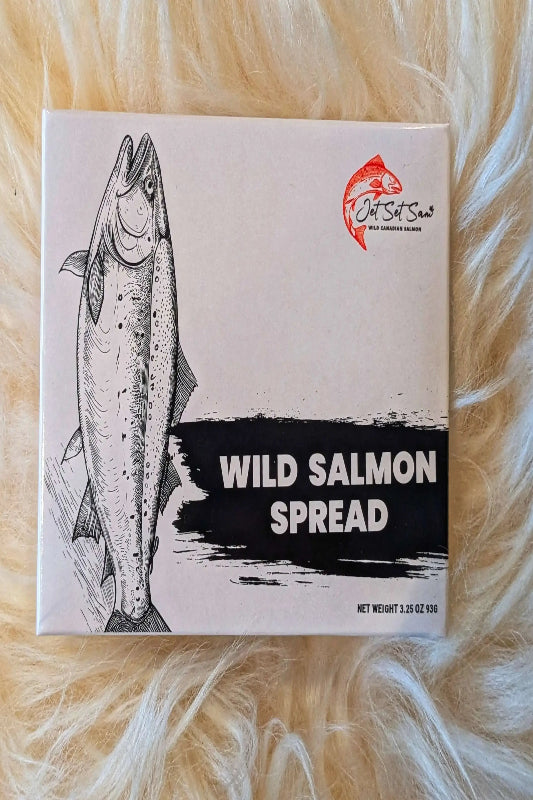 Jet Set Sam
WILD CANADIAN SALMON
WILD SALMON
SPREAD
NET WEIGHT 3.25 OZ 93G